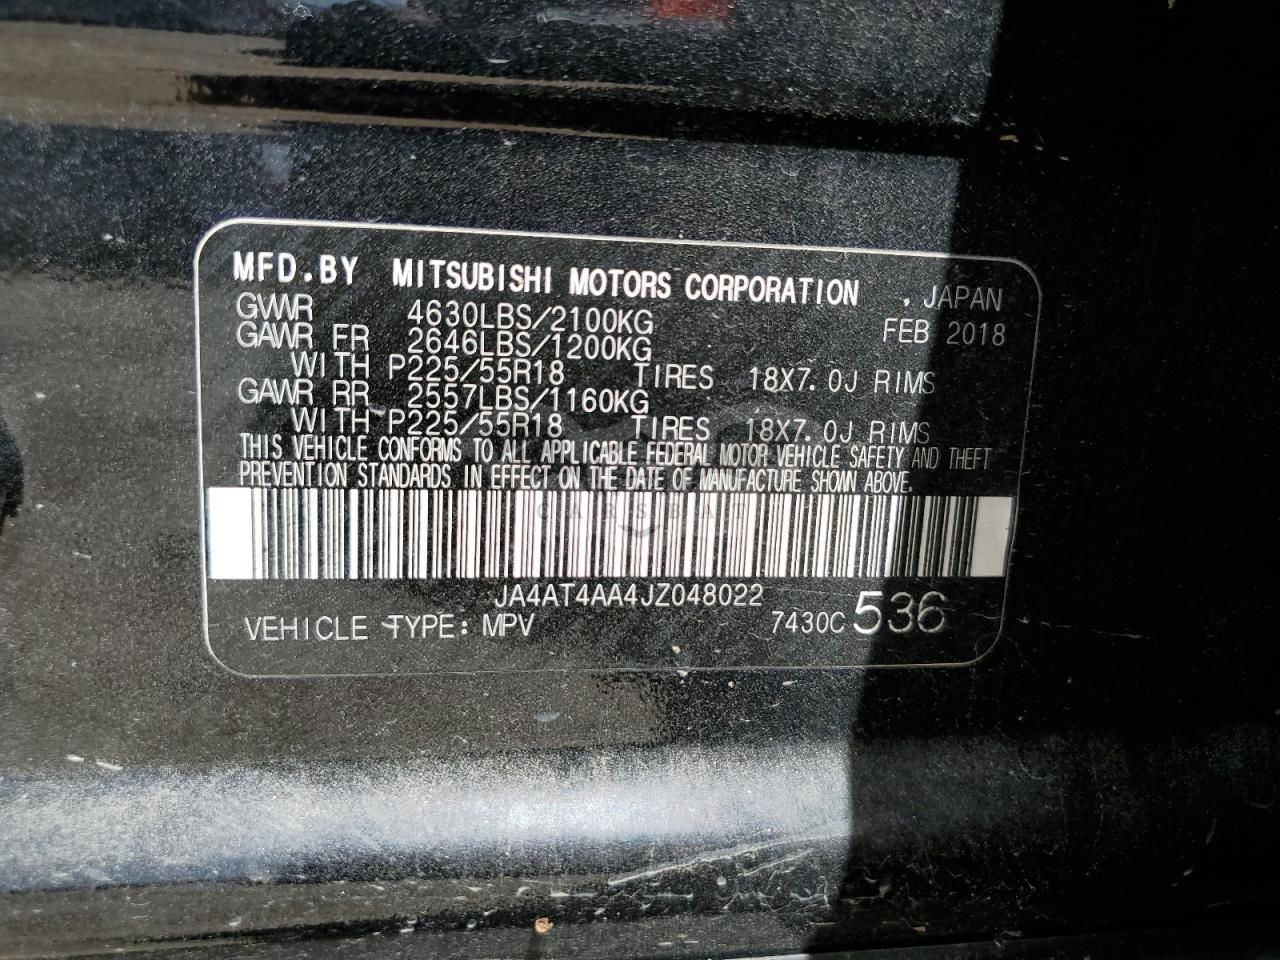 MFD.BY MITSUBISHI MOTORS CORPORATION , JAPAN
GVWR 4630LBS/2100KG FEB 2018
GAWR FR 2646LBS/1200KG
WITH P225/55R18 TIRES 18X7.0J RIMS
GAWR RR 2557LBS/1160KG
WITH P225/55R18 TIRES 18X7.0J RIMS
THIS VEHICLE CONFORMS TO ALL APPLICABLE FEDERAL MOTOR VEHICLE SAFETY AND THEFT
PREVENTION STANDARDS IN EFFECT ON THE DATE OF MANUFACTURE SHOWN ABOVE.
JA4AT4AA4JZ048022
VEHICLE TYPE: MPV 7430C 536